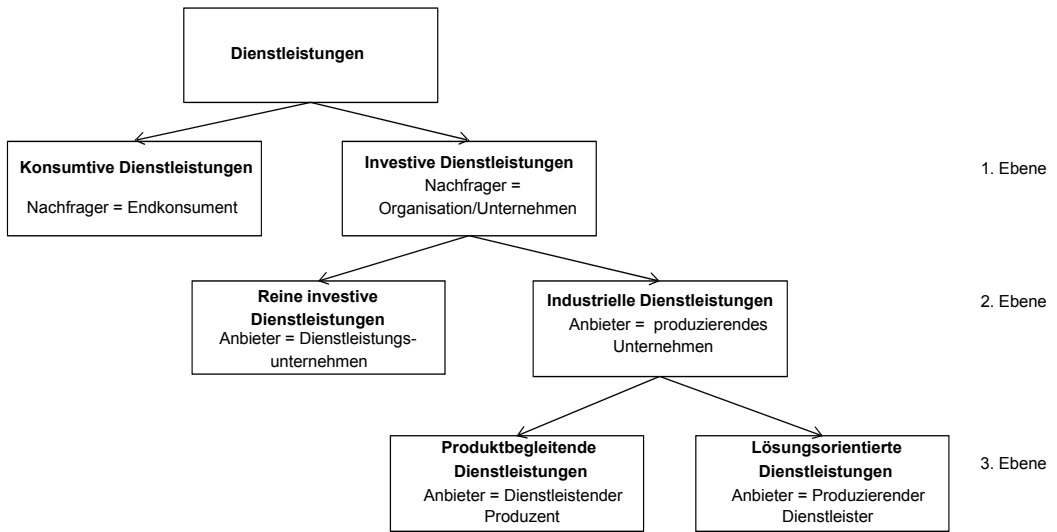 Dienstleistungen
Konsumtive Dienstleistungen
Nachfrager = Endkonsument
Investive Dienstleistungen
Nachfrager =
Organisation/Unternehmen
1. Ebene
Reine investive
Dienstleistungen
Anbieter = Dienstleistungs-
unternehmen
Industrielle Dienstleistungen
Anbieter = produzierendes
Unternehmen
2. Ebene
Produktbegleitende
Dienstleistungen
Anbieter = Dienstleistender
Produzent
Lösungsorientierte
Dienstleistungen
Anbieter = Produzierender
Dienstleister
3. Ebene